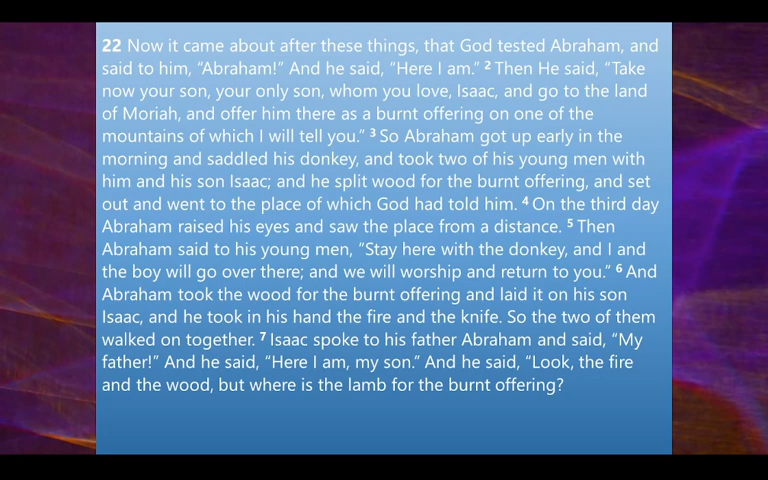 22 Now it came about after these things, that God tested Abraham, and
said to him, “Abraham!” And he said, “Here I am.” 2 Then He said, “Take
now your son, your only son, whom you love, Isaac, and go to the land
of Moriah, and offer him there as a burnt offering on one of the
mountains of which I will tell you.” 3 So Abraham got up early in the
morning and saddled his donkey, and took two of his young men with
him and his son Isaac; and he split wood for the burnt offering, and set
out and went to the place of which God had told him. 4 On the third day
Abraham raised his eyes and saw the place from a distance. 5 Then
Abraham said to his young men, “Stay here with the donkey, and I and
the boy will go over there; and we will worship and return to you.” 6 And
Abraham took the wood for the burnt offering and laid it on his son
Isaac, and he took in his hand the fire and the knife. So the two of them
walked on together. 7 Isaac spoke to his father Abraham and said, “My
father!” And he said, “Here I am, my son.” And he said, “Look, the fire
and the wood, but where is the lamb for the burnt offering?